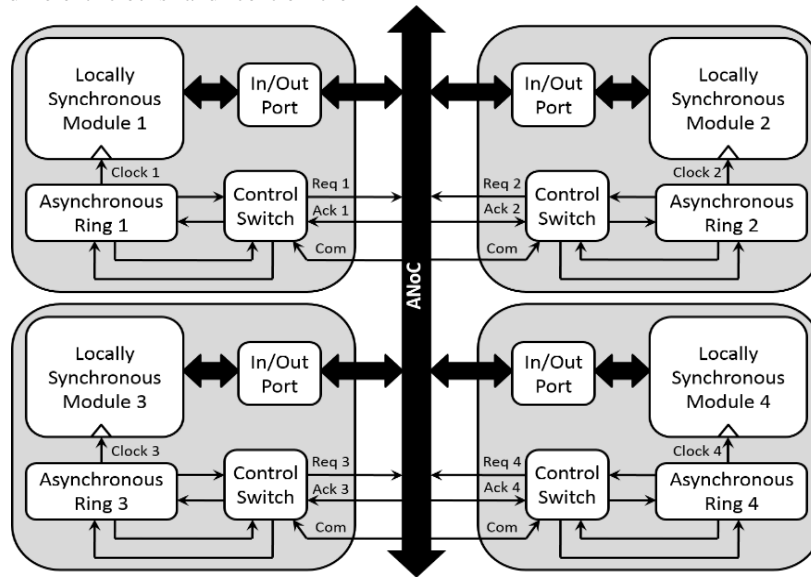 Locally
Synchronous
Module 1
In/Out
Port
Clock 1
Asynchronous
Ring 1
Control
Switch
Req 1
Ack 1
Com
In/Out
Port
Locally
Synchronous
Module 2
Clock 2
Req 2
Ack 2
Control
Switch
Asynchronous
Ring 2
Com
ANoC
Locally
Synchronous
Module 3
In/Out
Port
Clock 3
Asynchronous
Ring 3
Control
Switch
Req 3
Ack 3
Com
In/Out
Port
Locally
Synchronous
Module 4
Clock 4
Req 4
Ack 4
Control
Switch
Asynchronous
Ring 4
Com